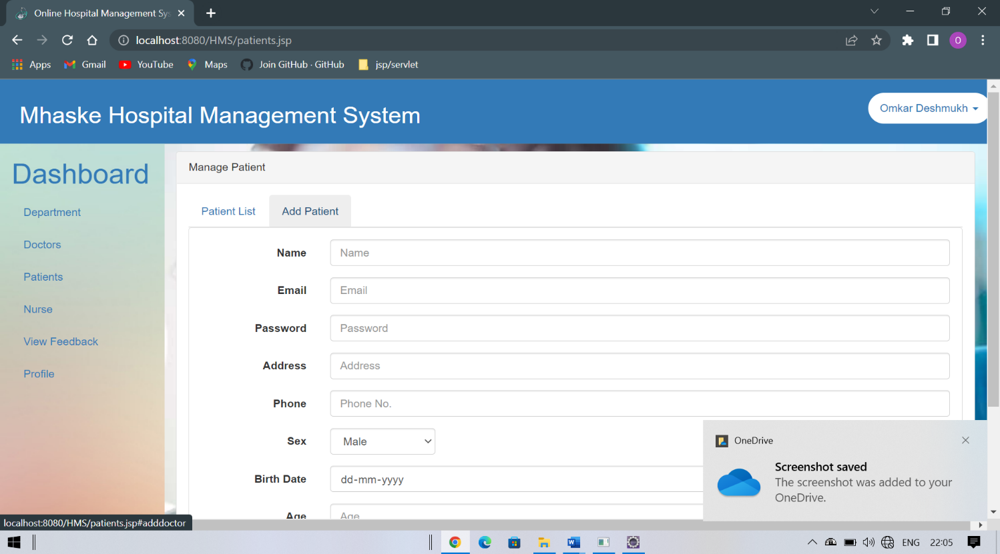 Online Hospital Management Sys
localhost:8080/HMS/patients.jsp
O
Apps
Gmail
YouTube
Maps
Join GitHub · GitHub
jsp/servlet
Mhaske Hospital Management System
Omkar Deshmukh
Dashboard
Department
Doctors
Patients
Nurse
View Feedback
Profile
Manage Patient
Patient List
Add Patient
Name
Name
Email
Email
Password
Password
Address
Address
Phone
Phone No.
Sex
Male
Birth Date
dd-mm-yyyy
Age
Age
OneDrive
Screenshot saved
The screenshot was added to your
OneDrive.
localhost:8080/HMS/patients.jsp#adddoctor
ENG
22:05